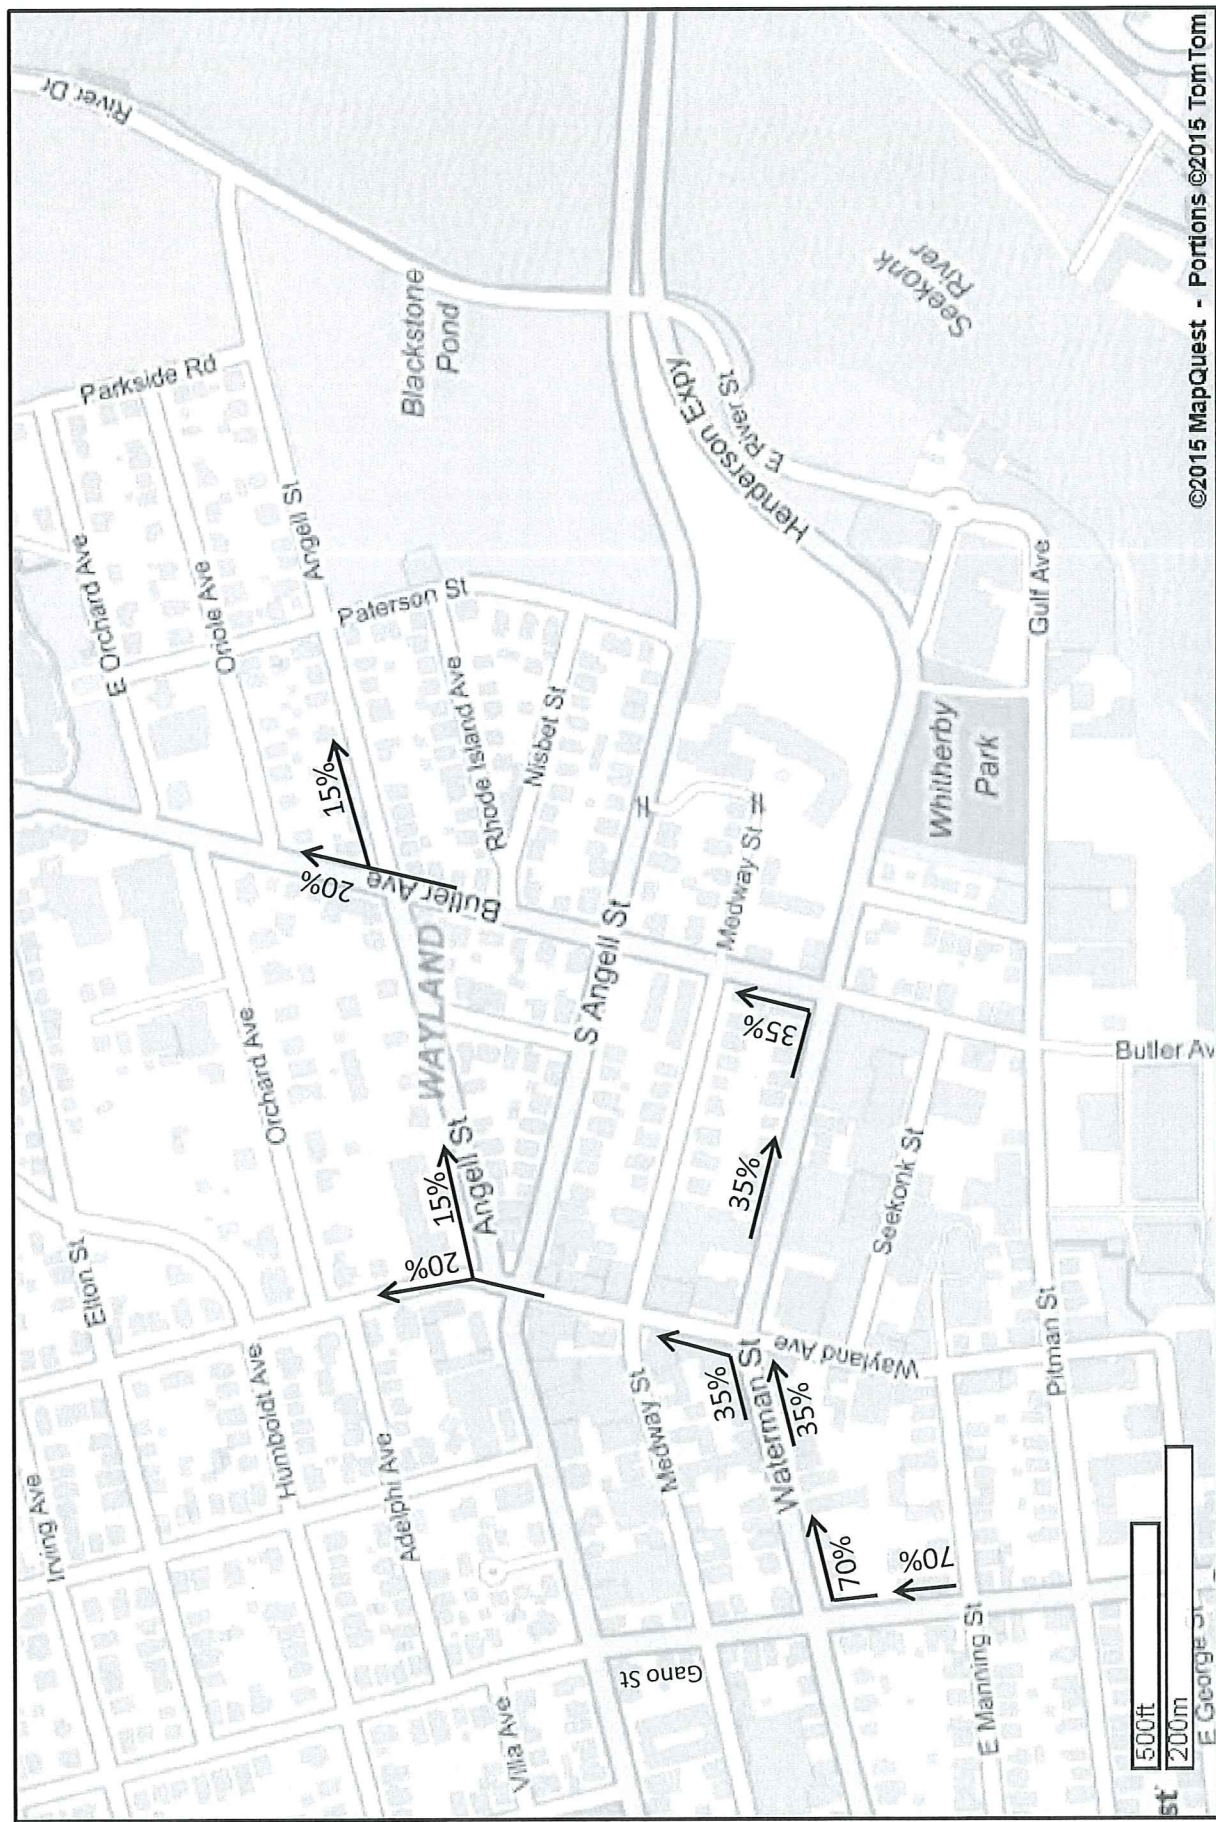 Irving Ave
Elton St
E Orchard Ave
Parkside Rd
River Dr
Humboldt Ave
Orchard Ave
Oriole Ave
Angell St
20%
15%
Adelphi Ave
20%
15%
Angell St
WAYLAND
Butler Ave
Paterson St
Rhode Island Ave
Blackstone
Pond
Villa Ave
S Angell St
Nisbet St
Gano St
Medway St
35%
Waterman St
35%
35%
35%
Medway St
Henderson Expy
E River St
Seekonk
River
70%
70%
Wayland Ave
Seekonk St
Whitherby
Park
E Manning St
Pitman St
Gulf Ave
Butler Av
500ft
200m
st
E George St
©2015 MapQuest - Portions ©2015 TomTom